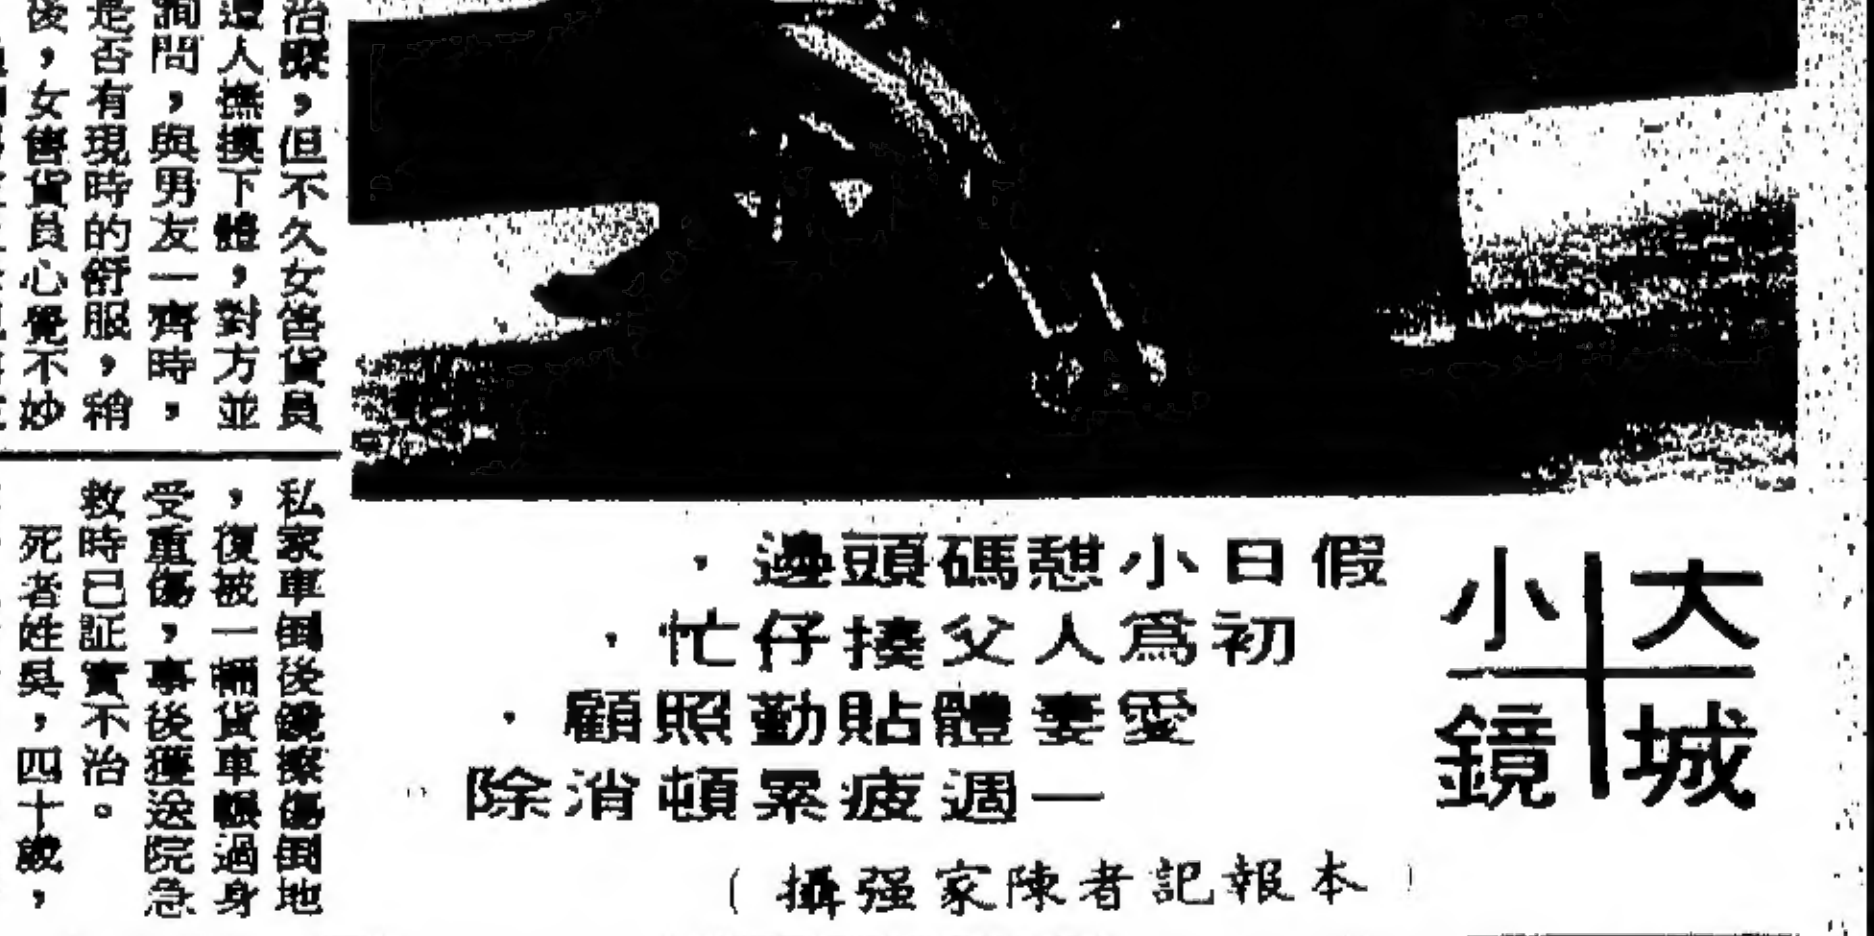 治療，但不久女售貨員
遭人撫摸下體，對方並
詢問，與男友一齊時，
是否有現時的舒服，稍
後，女售貨員心覺不妙
私家車倒後鏡擦傷倒地
，復被一輛貨車輾過身
受重傷，事後獲送院急
救時已証實不治。
死者姓吳，四十歲，
大城
小鏡
假日小憩碼頭邊．
初爲人父揍仔忙．
愛妻體貼勤照顧．
一週疲累頓消除
（本報記者陳家强攝）